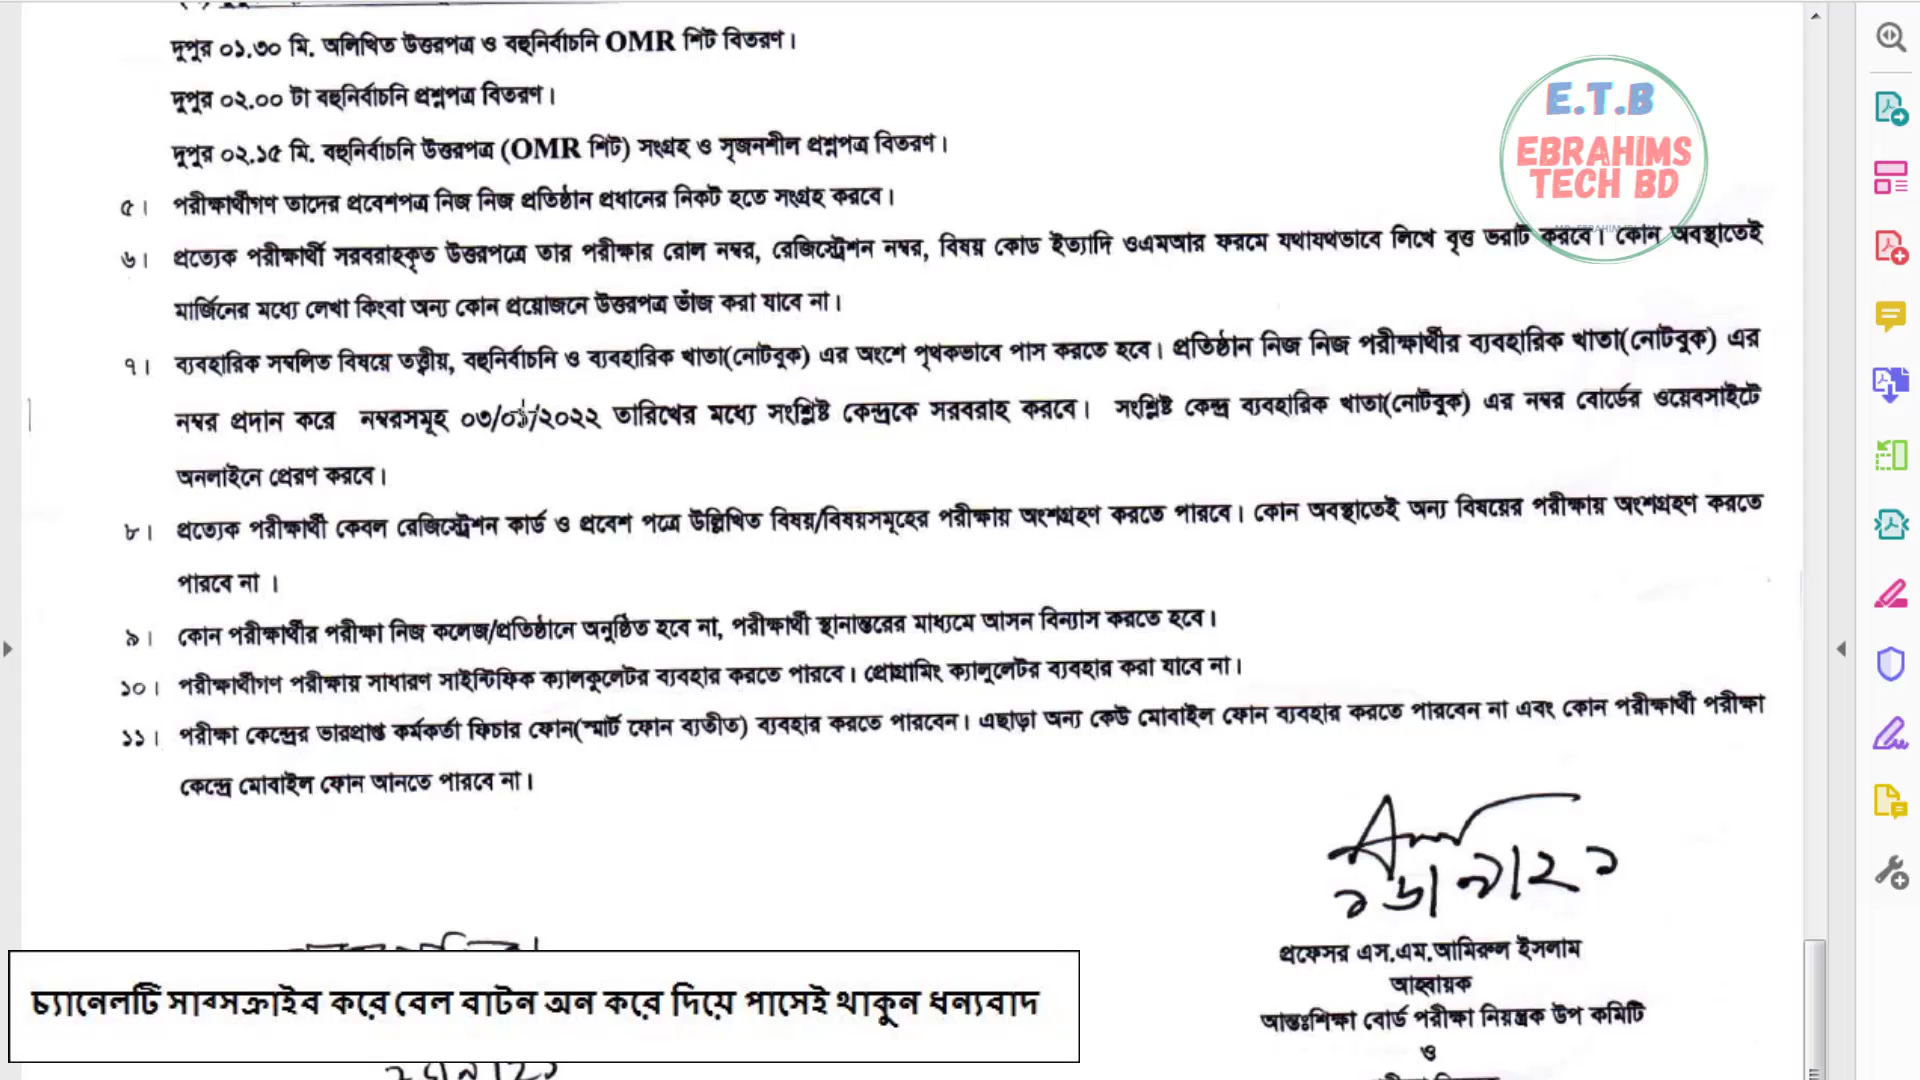 দুপুর ০১.৩০ মি. অলিখিত উত্তরপত্র ও বহুনির্বাচনি OMR শিট বিতরণ।
দুপুর ০২.০০ টা বহুনির্বাচনি প্রশ্নপত্র বিতরণ।
দুপুর ০২.১৫ মি. বহুনির্বাচনি উত্তরপত্র (OMR শিট) সংগ্রহ ও সৃজনশীল প্রশ্নপত্র বিতরণ।
E.T.B
EBRAHIMS
TECH BD
৫। পরীক্ষার্থীগণ তাদের প্রবেশপত্র নিজ নিজ প্রতিষ্ঠান প্রধানের নিকট হতে সংগ্রহ করবে।
৬। প্রত্যেক পরীক্ষার্থী সরবরাহকৃত উত্তরপত্রে তার পরীক্ষার রোল নম্বর, রেজিস্ট্রেশন নম্বর, বিষয় কোড ইত্যাদি ওএমআর ফরমে যথাযথভাবে লিখে বৃত্ত ভরাট করবে। কোন অবস্থাতেই
মার্জিনের মধ্যে লেখা কিংবা অন্য কোন প্রয়োজনে উত্তরপত্র ভাঁজ করা যাবে না।
৭। ব্যবহারিক সম্বলিত বিষয়ে তত্ত্বীয়, বহুনির্বাচনি ও ব্যবহারিক খাতা(নোটবুক) এর অংশে পৃথকভাবে পাস করতে হবে। প্রতিষ্ঠান নিজ নিজ পরীক্ষার্থীর ব্যবহারিক খাতা(নোটবুক) এর
নম্বর প্রদান করে নম্বরসমূহ ০৩/০১/২০২২ তারিখের মধ্যে সংশ্লিষ্ট কেন্দ্রকে সরবরাহ করবে। সংশ্লিষ্ট কেন্দ্র ব্যবহারিক খাতা(নোটবুক) এর নম্বর বোর্ডের ওয়েবসাইটে
অনলাইনে প্রেরণ করবে।
৮। প্রত্যেক পরীক্ষার্থী কেবল রেজিস্ট্রেশন কার্ড ও প্রবেশ পত্রে উল্লিখিত বিষয়/বিষয়সমূহের পরীক্ষায় অংশগ্রহণ করতে পারবে। কোন অবস্থাতেই অন্য বিষয়ের পরীক্ষায় অংশগ্রহণ করতে
পারবে না ।
৯। কোন পরীক্ষার্থীর পরীক্ষা নিজ কলেজ/প্রতিষ্ঠানে অনুষ্ঠিত হবে না, পরীক্ষার্থী স্থানান্তরের মাধ্যমে আসন বিন্যাস করতে হবে।
১০। পরীক্ষার্থীগণ পরীক্ষায় সাধারণ সাইন্টিফিক ক্যালকুলেটর ব্যবহার করতে পারবে। প্রোগ্রামিং ক্যালুলেটর ব্যবহার করা যাবে না।
১১। পরীক্ষা কেন্দ্রের ভারপ্রাপ্ত কর্মকর্তা ফিচার ফোন(স্মার্ট ফোন ব্যতীত) ব্যবহার করতে পারবেন। এছাড়া অন্য কেউ মোবাইল ফোন ব্যবহার করতে পারবেন না এবং কোন পরীক্ষার্থী পরীক্ষা
কেন্দ্রে মোবাইল ফোন আনতে পারবে না।
প্রফেসর এস.এম.আমিরুল ইসলাম
আহবায়ক
আন্তঃশিক্ষা বোর্ড পরীক্ষা নিয়ন্ত্রক উপ কমিটি
ও
চ্যানেলটি সাবসক্রাইব করে বেল বাটন অন করে দিয়ে পাসেই থাকুন ধন্যবাদ